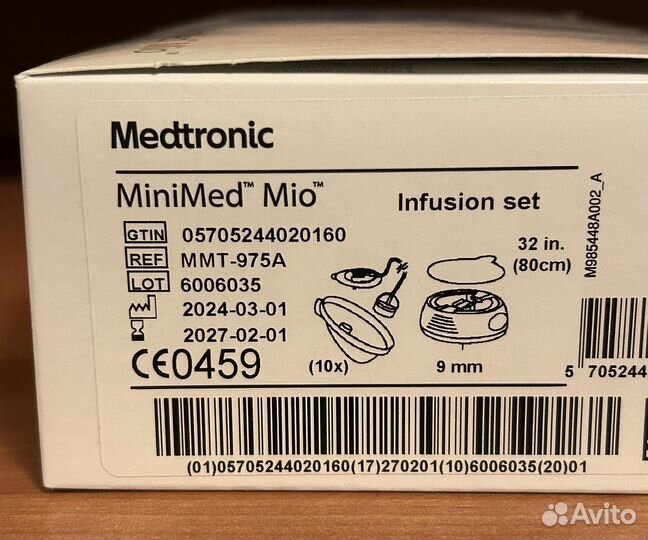 Medtronic
MiniMed™ Mio™ Infusion set
GTIN 05705244020160
REF MMT-975A
LOT 6006035
2024-03-01
2027-02-01
CE0459
(10x)
32 in.
(80cm)
9 mm
M985448A002_A
5 705244
(01)05705244020160(17)270201(10)6006035(20)01
Avito